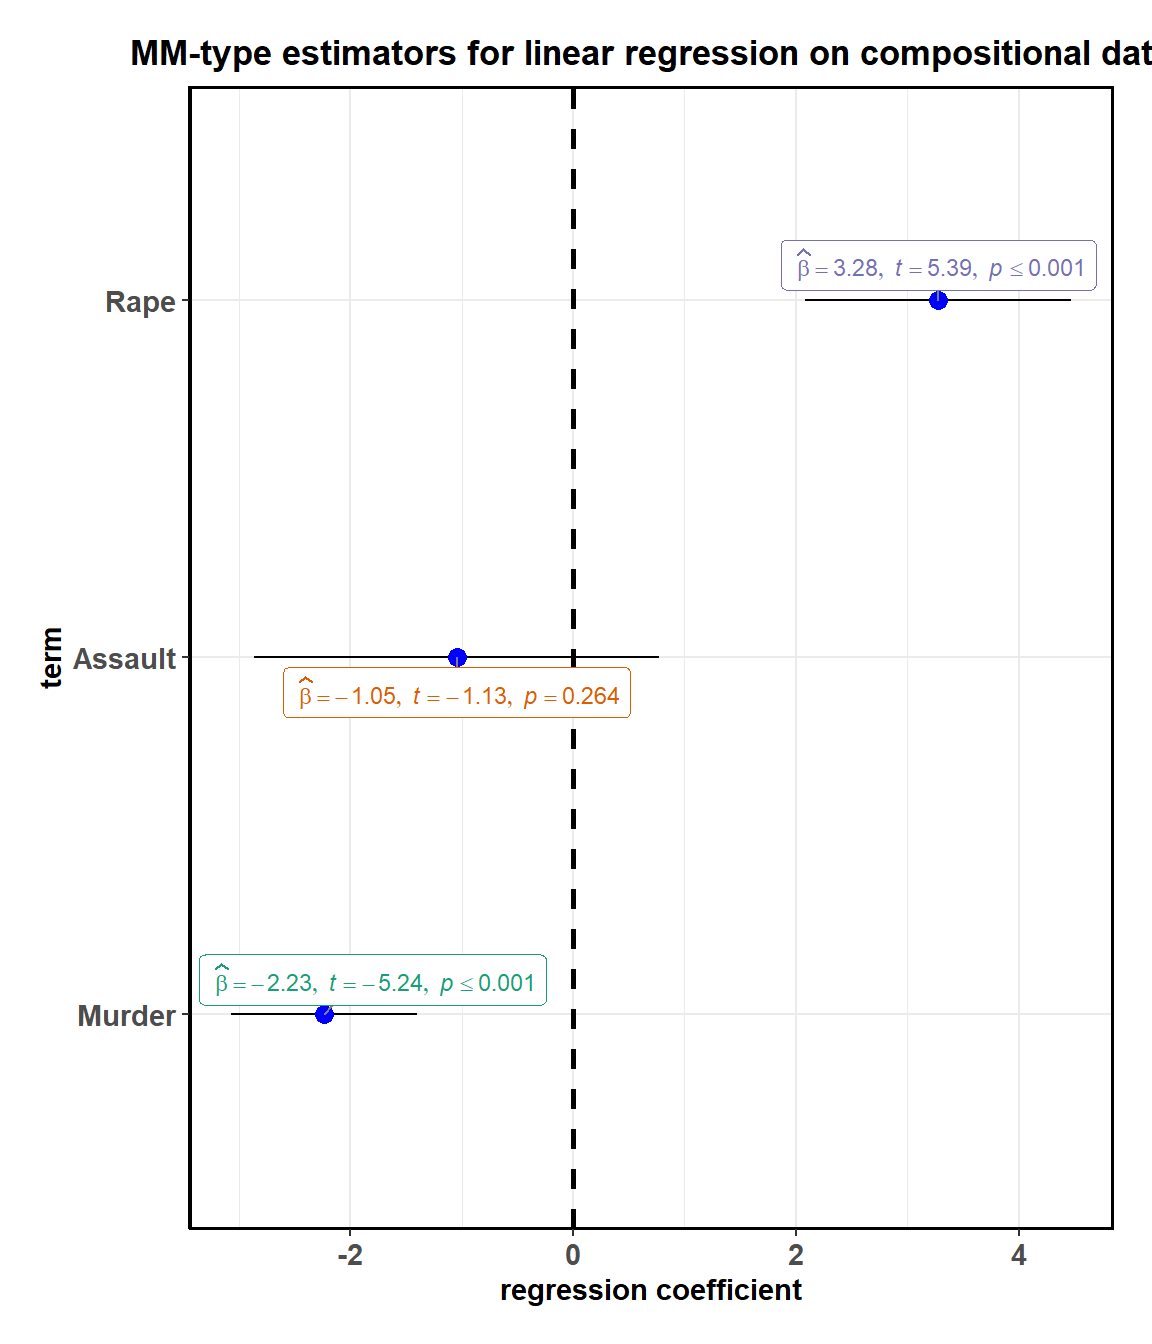 MM-type estimators for linear regression on compositional dat
β̂ = 3.28, t = 5.39, p ≤ 0.001
Rape
term
Assault
β̂ = −1.05, t = −1.13, p = 0.264
β̂ = −2.23, t = −5.24, p ≤ 0.001
Murder
-2 0 2 4
regression coefficient